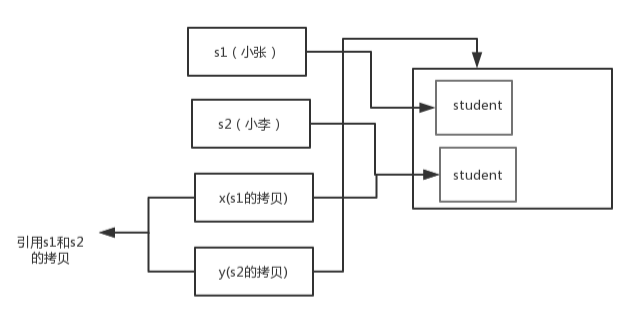 s1（小张）
student
s2（小李）
student
x(s1的拷贝)
引用s1和s2
的拷贝
y(s2的拷贝)